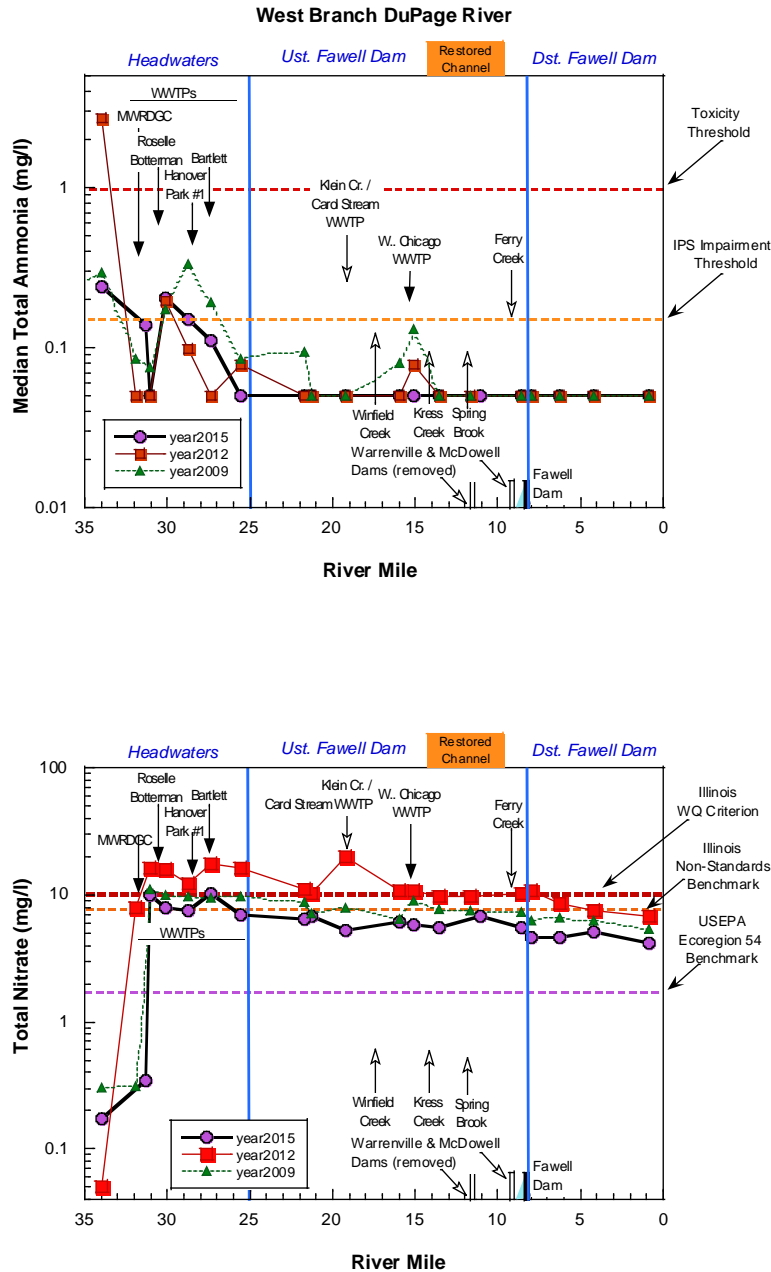 West Branch DuPage River
Headwaters
Ust. Fawell Dam
Restored
Channel
Dst. Fawell Dam
WWTPs
MWRDGC
Roselle
Botterman
Hanover
Park #1
Bartlett
Klein Cr. /
Carol Stream
WWTP
W.. Chicago
WWTP
Ferry
Creek
Toxicity
Threshold
IPS Impairment
Threshold
Median Total Ammonia (mg/l)
1
0.1
0.01
Winfield
Creek
Kress
Creek
Spring
Brook
Warrenville & McDowell
Dams (removed)
Fawell
Dam
year2015
year2012
year2009
35 30 25 20 15 10 5 0
River Mile
Headwaters
Ust. Fawell Dam
Restored
Channel
Dst. Fawell Dam
Roselle
Botterman
MWRDGC
Hanover
Park #1
Bartlett
WWTPs
Klein Cr. /
Carol Stream WWTP
W.. Chicago
WWTP
Ferry
Creek
Illinois
WQ Criterion
Illinois
Non-Standards
Benchmark
USEPA
Ecoregion 54
Benchmark
Total Nitrate (mg/l)
100
10
1
0.1
Winfield
Creek
Kress
Creek
Spring
Brook
Warrenville & McDowell
Dams (removed)
Fawell
Dam
year2015
year2012
year2009
35 30 25 20 15 10 5 0
River Mile